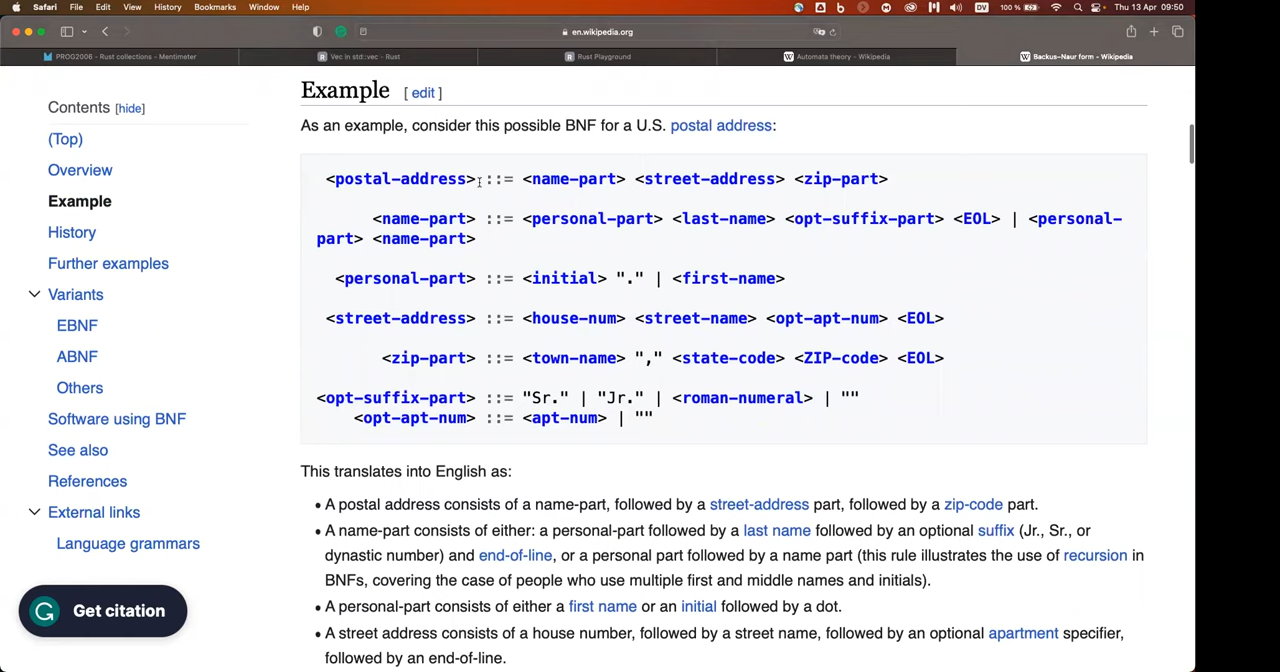 Safari File Edit View History Bookmarks Window Help DV 100 % Thu 13 Apr 09:50
en.wikipedia.org
PROG2006 - Rust collections - Mentimeter Vec in std::vec - Rust Rust Playground Automata theory - Wikipedia Backus–Naur form - Wikipedia
Contents [hide]
(Top)
Overview
Example
History
Further examples
Variants
EBNF
ABNF
Others
Software using BNF
See also
References
External links
Language grammars
Get citation
Example [ edit ]
As an example, consider this possible BNF for a U.S. postal address:
<postal-address> ::= <name-part> <street-address> <zip-part>
<name-part> ::= <personal-part> <last-name> <opt-suffix-part> <EOL> | <personal-
part> <name-part>
<personal-part> ::= <initial> "." | <first-name>
<street-address> ::= <house-num> <street-name> <opt-apt-num> <EOL>
<zip-part> ::= <town-name> "," <state-code> <ZIP-code> <EOL>
<opt-suffix-part> ::= "Sr." | "Jr." | <roman-numeral> | ""
<opt-apt-num> ::= <apt-num> | ""
This translates into English as:
• A postal address consists of a name-part, followed by a street-address part, followed by a zip-code part.
• A name-part consists of either: a personal-part followed by a last name followed by an optional suffix (Jr., Sr., or
dynastic number) and end-of-line, or a personal part followed by a name part (this rule illustrates the use of recursion in
BNFs, covering the case of people who use multiple first and middle names and initials).
• A personal-part consists of either a first name or an initial followed by a dot.
• A street address consists of a house number, followed by a street name, followed by an optional apartment specifier,
followed by an end-of-line.